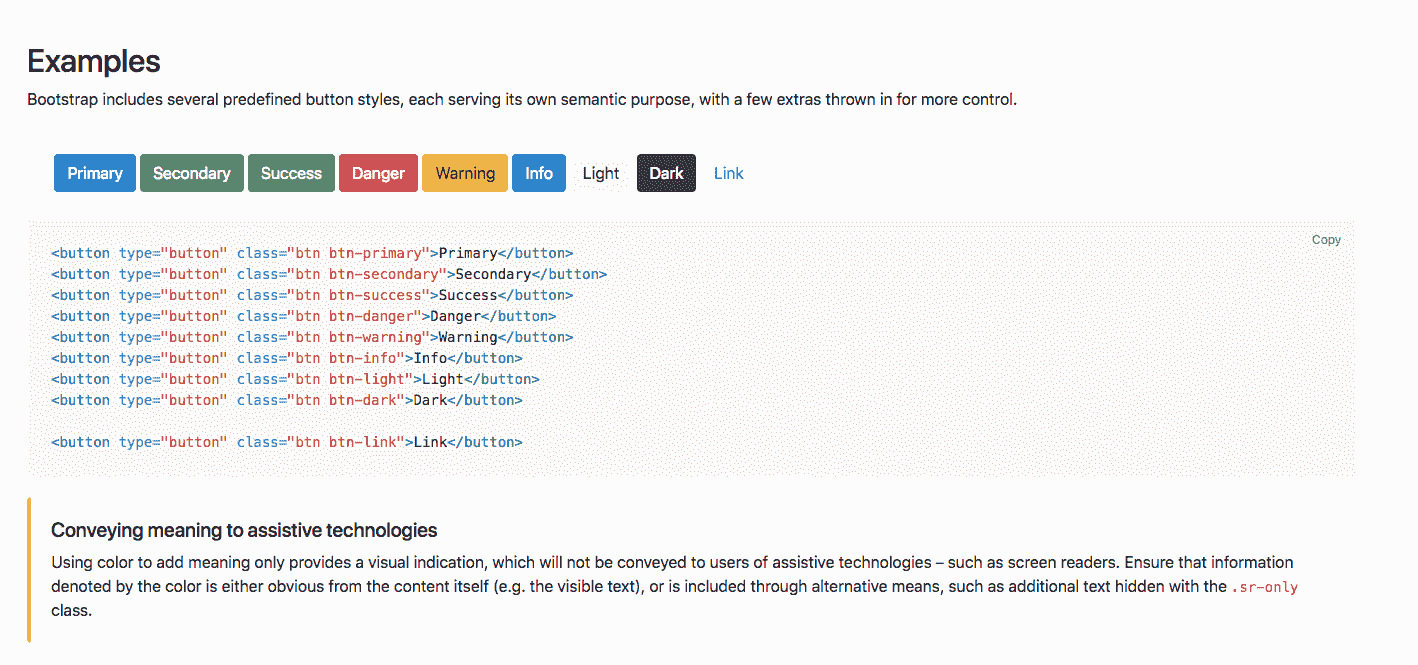 Examples
Bootstrap includes several predefined button styles, each serving its own semantic purpose, with a few extras thrown in for more control.
Primary Secondary Success Danger Warning Info Light Dark Link
Copy
<button type="button" class="btn btn-primary">Primary</button>
<button type="button" class="btn btn-secondary">Secondary</button>
<button type="button" class="btn btn-success">Success</button>
<button type="button" class="btn btn-danger">Danger</button>
<button type="button" class="btn btn-warning">Warning</button>
<button type="button" class="btn btn-info">Info</button>
<button type="button" class="btn btn-light">Light</button>
<button type="button" class="btn btn-dark">Dark</button>
<button type="button" class="btn btn-link">Link</button>
Conveying meaning to assistive technologies
Using color to add meaning only provides a visual indication, which will not be conveyed to users of assistive technologies – such as screen readers. Ensure that information
denoted by the color is either obvious from the content itself (e.g. the visible text), or is included through alternative means, such as additional text hidden with the .sr-only
class.